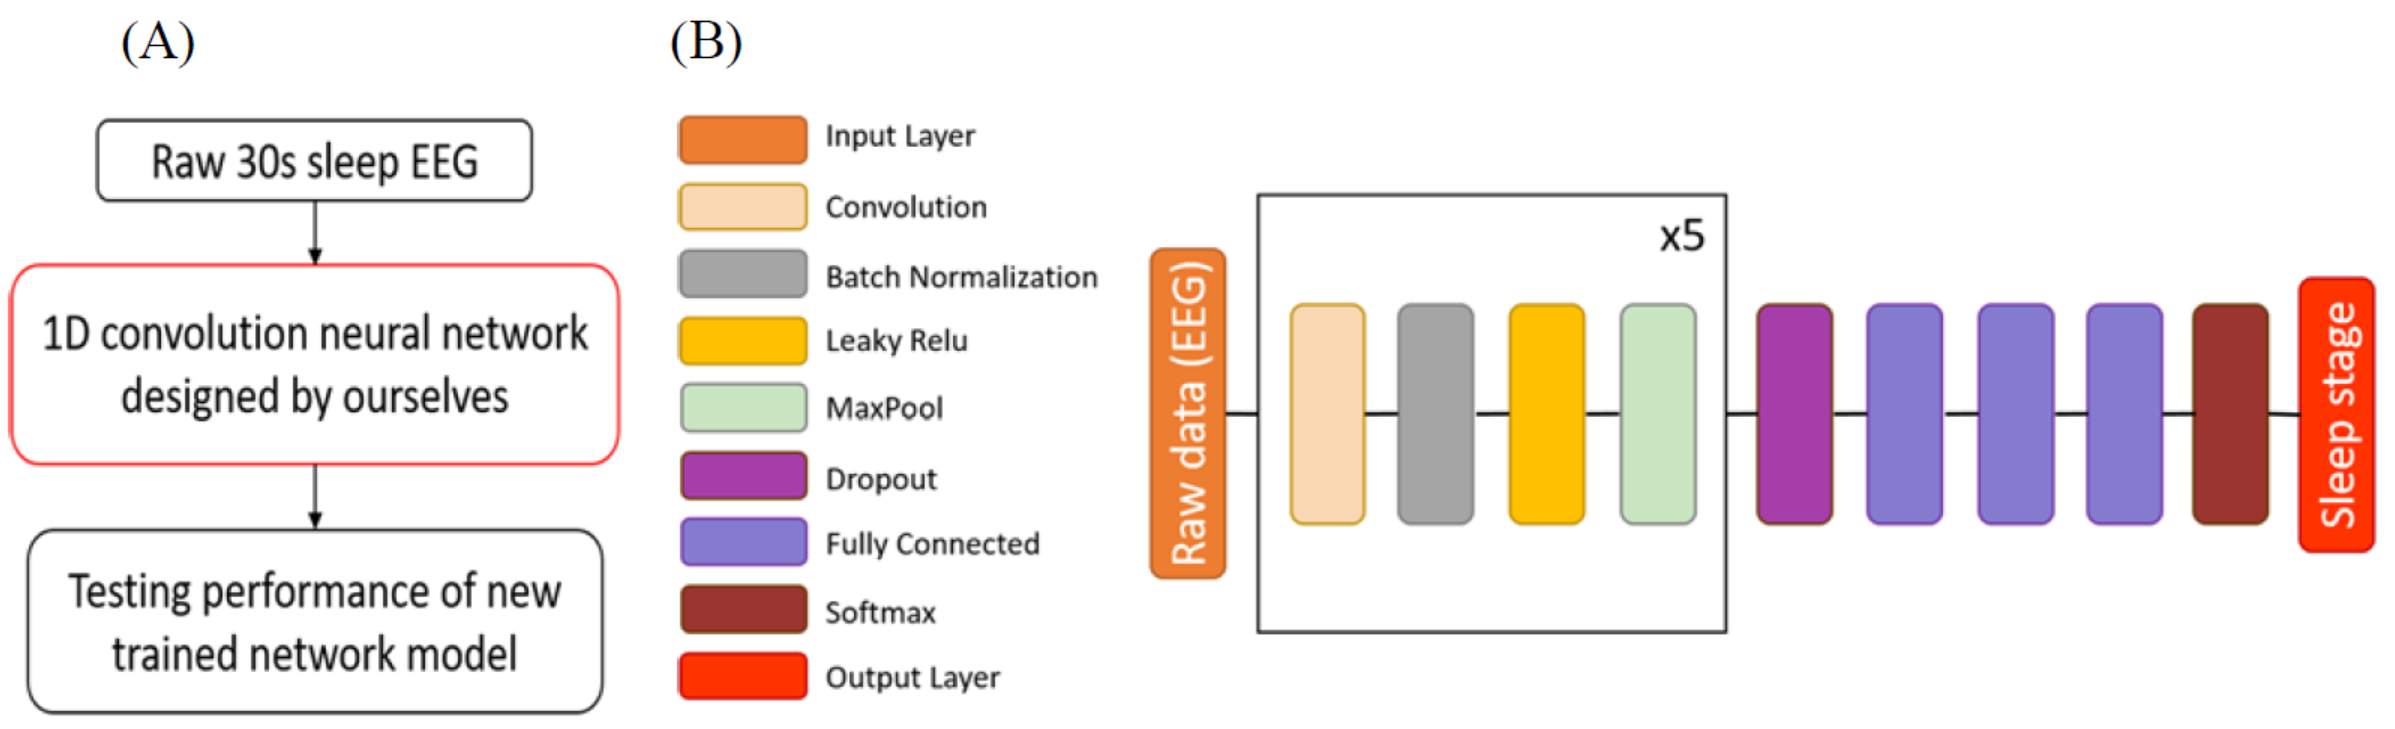 (A)
Raw 30s sleep EEG
1D convolution neural network
designed by ourselves
Testing performance of new
trained network model
(B)
Input Layer
Convolution
Batch Normalization
Leaky Relu
MaxPool
Dropout
Fully Connected
Softmax
Output Layer
Raw data (EEG)
x5
Sleep stage